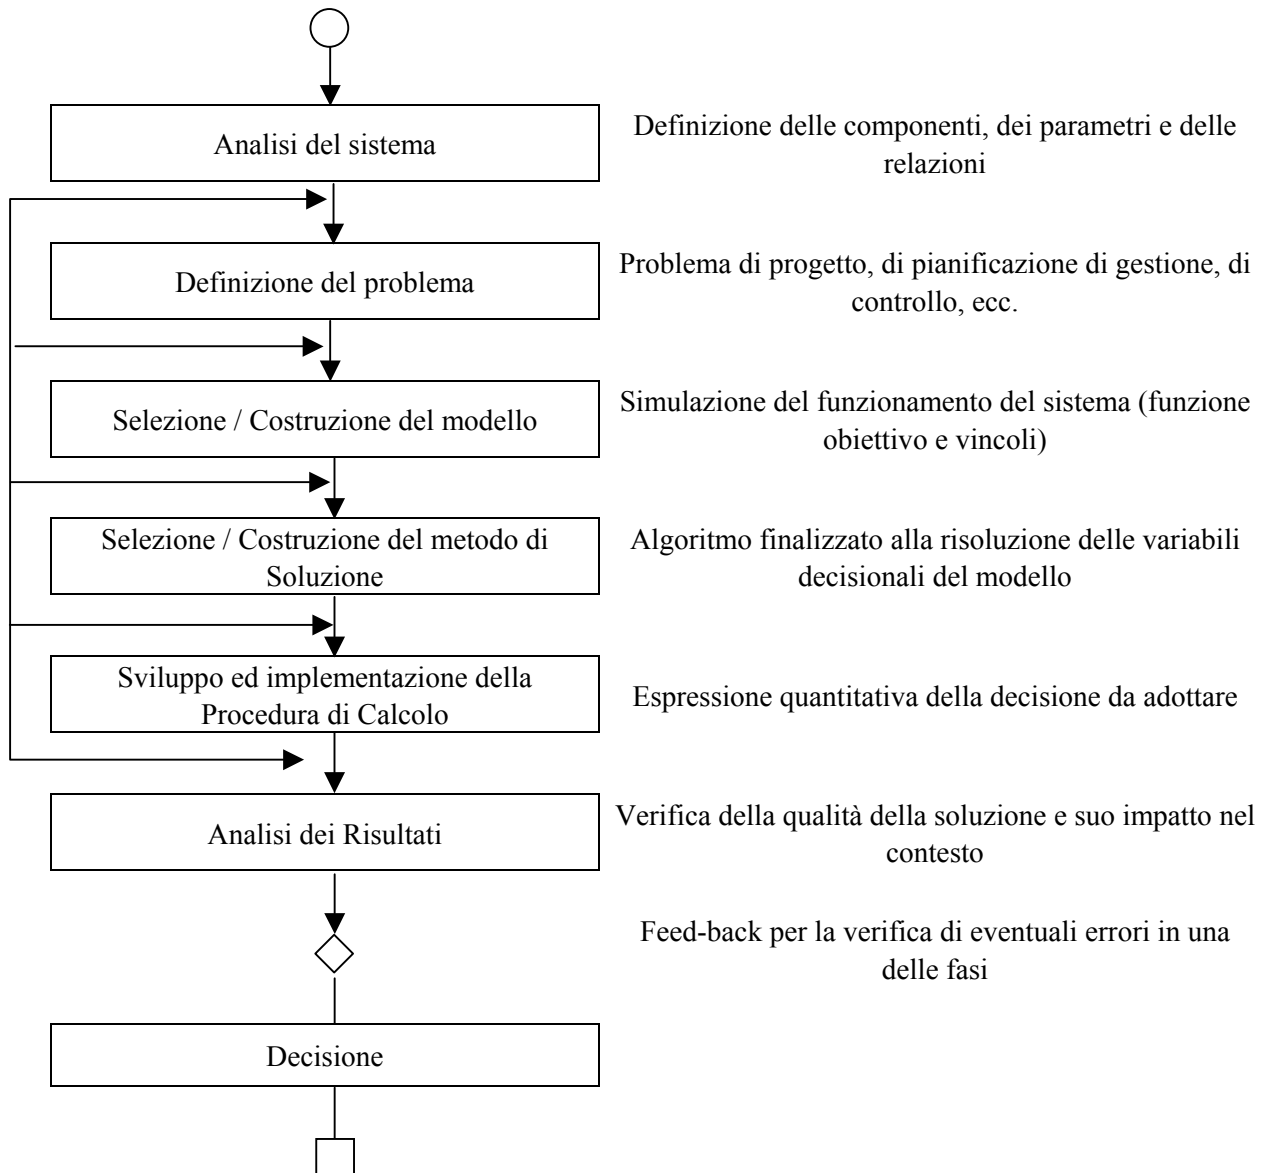 Analisi del sistema
Definizione delle componenti, dei parametri e delle
relazioni
Definizione del problema
Problema di progetto, di pianificazione di gestione, di
controllo, ecc.
Selezione / Costruzione del modello
Simulazione del funzionamento del sistema (funzione
obiettivo e vincoli)
Selezione / Costruzione del metodo di
Soluzione
Algoritmo finalizzato alla risoluzione delle variabili
decisionali del modello
Sviluppo ed implementazione della
Procedura di Calcolo
Espressione quantitativa della decisione da adottare
Analisi dei Risultati
Verifica della qualità della soluzione e suo impatto nel
contesto
Feed-back per la verifica di eventuali errori in una
delle fasi
Decisione